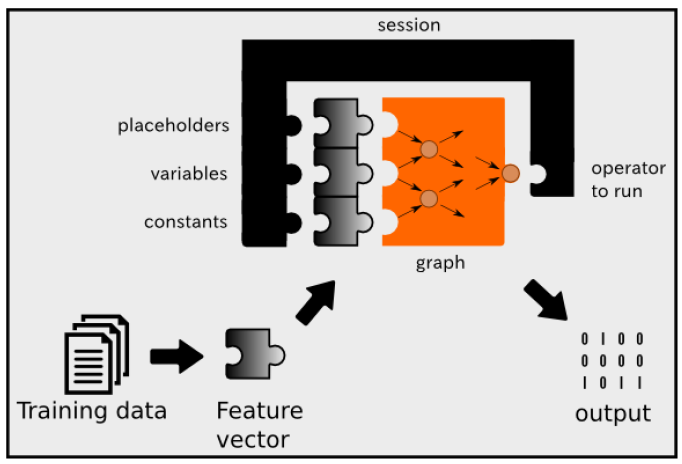 session
placeholders
variables
constants
operator
to run
graph
Training data
Feature
vector
0 1 0 0
0 0 0 0
1 0 1 1
output